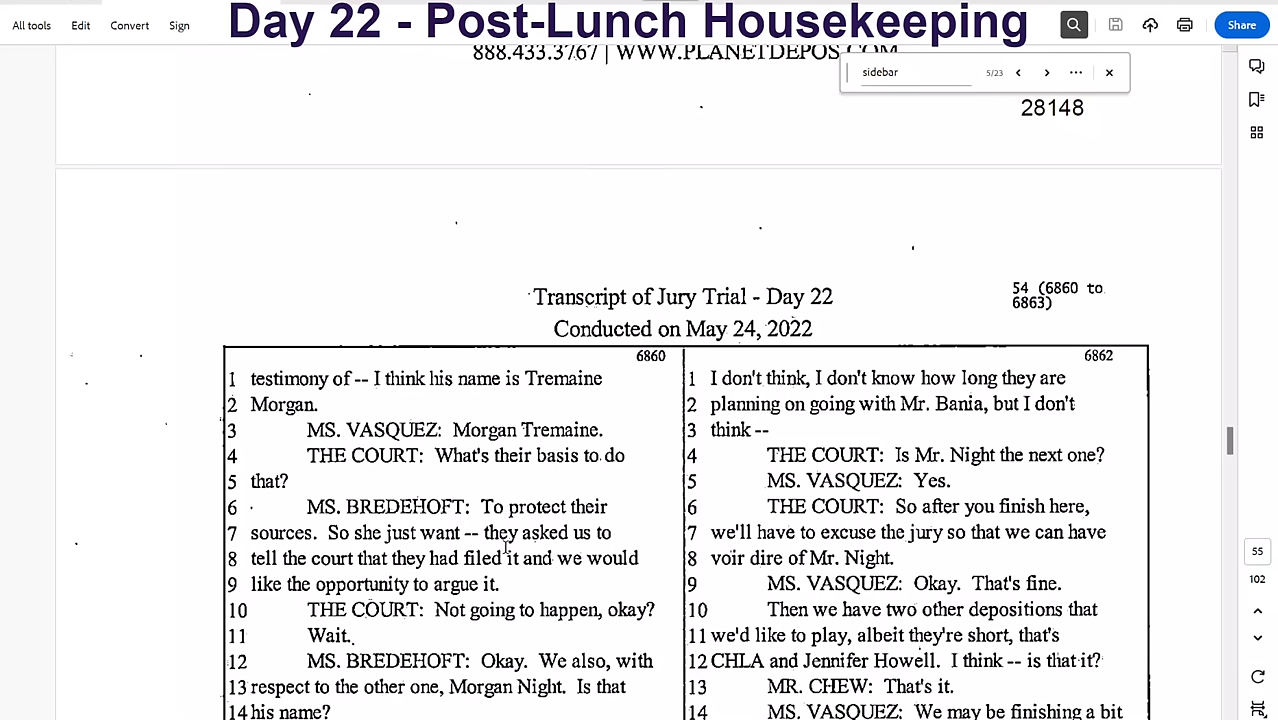 Day 22 - Post-Lunch Housekeeping
All tools Edit Convert Sign
Share
888.433.3767 | WWW.PLANETDEPOS.COM
sidebar 5/23
28148
Transcript of Jury Trial - Day 22
54 (6860 to
6863)
Conducted on May 24, 2022
6860
1 testimony of -- I think his name is Tremaine
2 Morgan.
3 MS. VASQUEZ: Morgan Tremaine.
4 THE COURT: What's their basis to do
5 that?
6 MS. BREDEHOFT: To protect their
7 sources. So she just want -- they asked us to
8 tell the court that they had filed it and we would
9 like the opportunity to argue it.
10 THE COURT: Not going to happen, okay?
11 Wait.
12 MS. BREDEHOFT: Okay. We also, with
13 respect to the other one, Morgan Night. Is that
14 his name?
6862
1 I don't think, I don't know how long they are
2 planning on going with Mr. Bania, but I don't
3 think --
4 THE COURT: Is Mr. Night the next one?
5 MS. VASQUEZ: Yes.
6 THE COURT: So after you finish here,
7 we'll have to excuse the jury so that we can have
8 voir dire of Mr. Night.
9 MS. VASQUEZ: Okay. That's fine.
10 Then we have two other depositions that
11 we'd like to play, albeit they're short, that's
12 CHLA and Jennifer Howell. I think -- is that it?
13 MR. CHEW: That's it.
14 MS. VASQUEZ: We may be finishing a bit
55
102